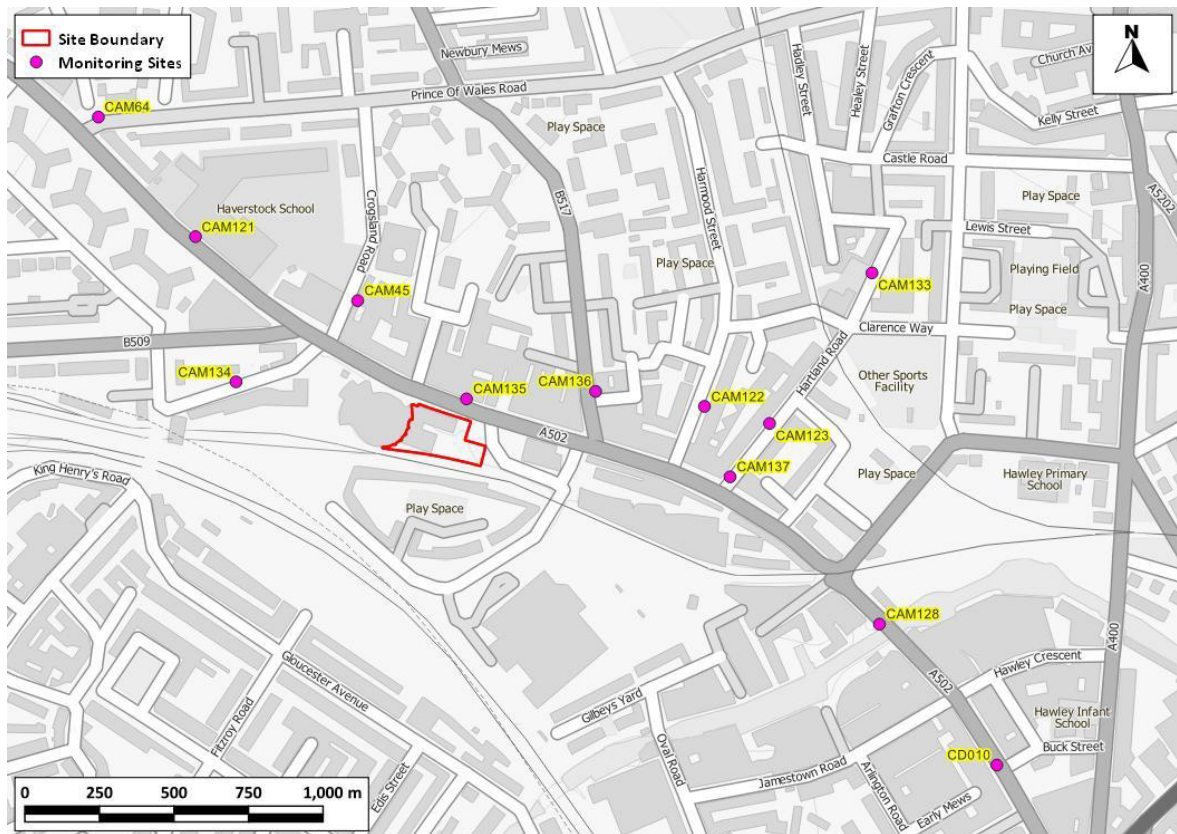 Site Boundary
Monitoring Sites
N
Newbury Mews
Prince Of Wales Road
CAM64
Play Space
Hadley Street
Healey Street
Grafton Crescent
Church Av
Kelly Street
Castle Road
A5202
Haverstock School
Crogsland Road
B517
Harmood Street
Play Space
Lewis Street
CAM121
Play Space
Playing Field
Play Space
A400
CAM133
CAM45
Clarence Way
B509
CAM134
CAM135
CAM136
Hartland Road
Other Sports
Facility
CAM122
A502
CAM123
King Henry's Road
CAM137
Play Space
Hawley Primary
School
Play Space
CAM128
A400
Gloucester Avenue
Fitzroy Road
Gilbeys Yard
A502
Hawley Crescent
Oval Road
Hawley Infant
School
Buck Street
CD010
Jamestown Road
Arlington Road
Edis Street
Early Mews
0 250 500 750 1,000 m